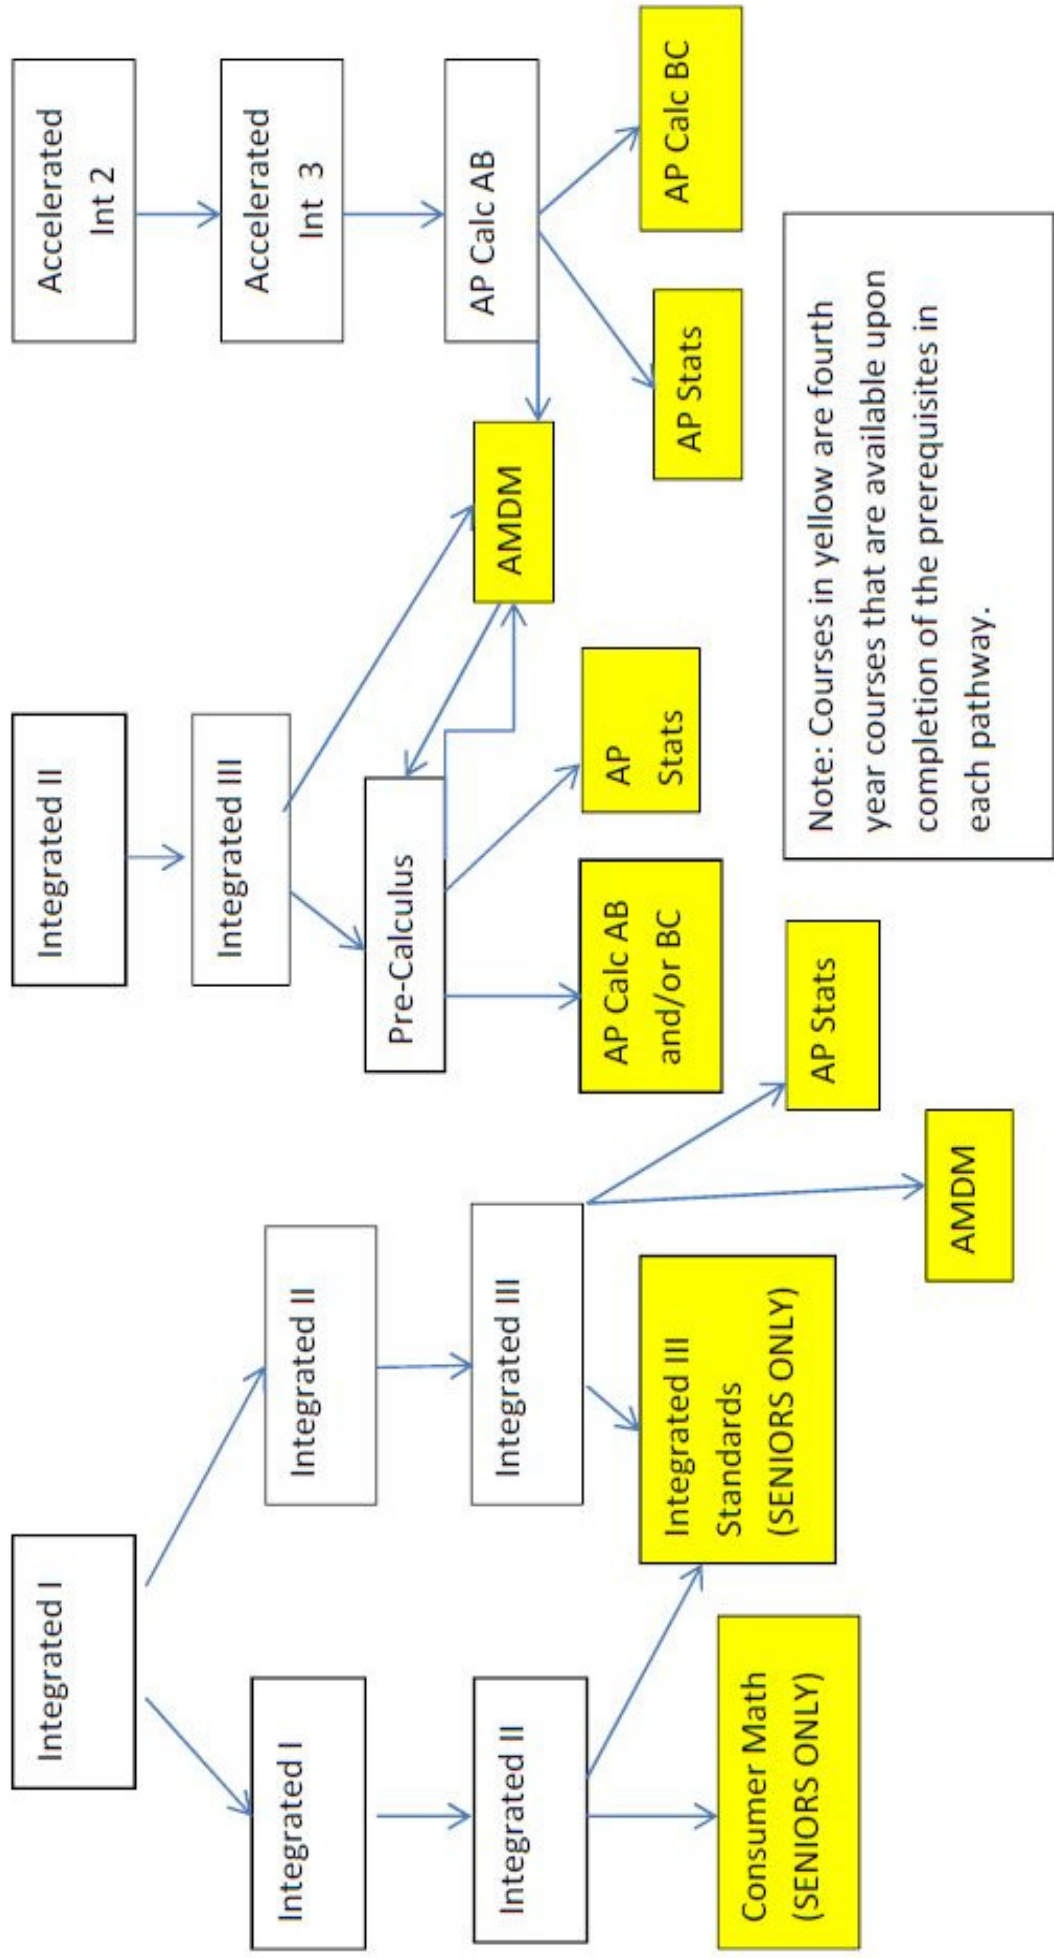 Integrated I
Integrated I
Integrated II
Consumer Math
(SENIORS ONLY)
Integrated II
Integrated III
Integrated III
Standards
(SENIORS ONLY)
AP Stats
AMDM
Integrated II
Integrated III
Pre-Calculus
AP Calc AB
and/or BC
AP
Stats
AMDM
Accelerated
Int 2
Accelerated
Int 3
AP Calc AB
AP Stats
AP Calc BC
Note: Courses in yellow are fourth
year courses that are available upon
completion of the prerequisites in
each pathway.